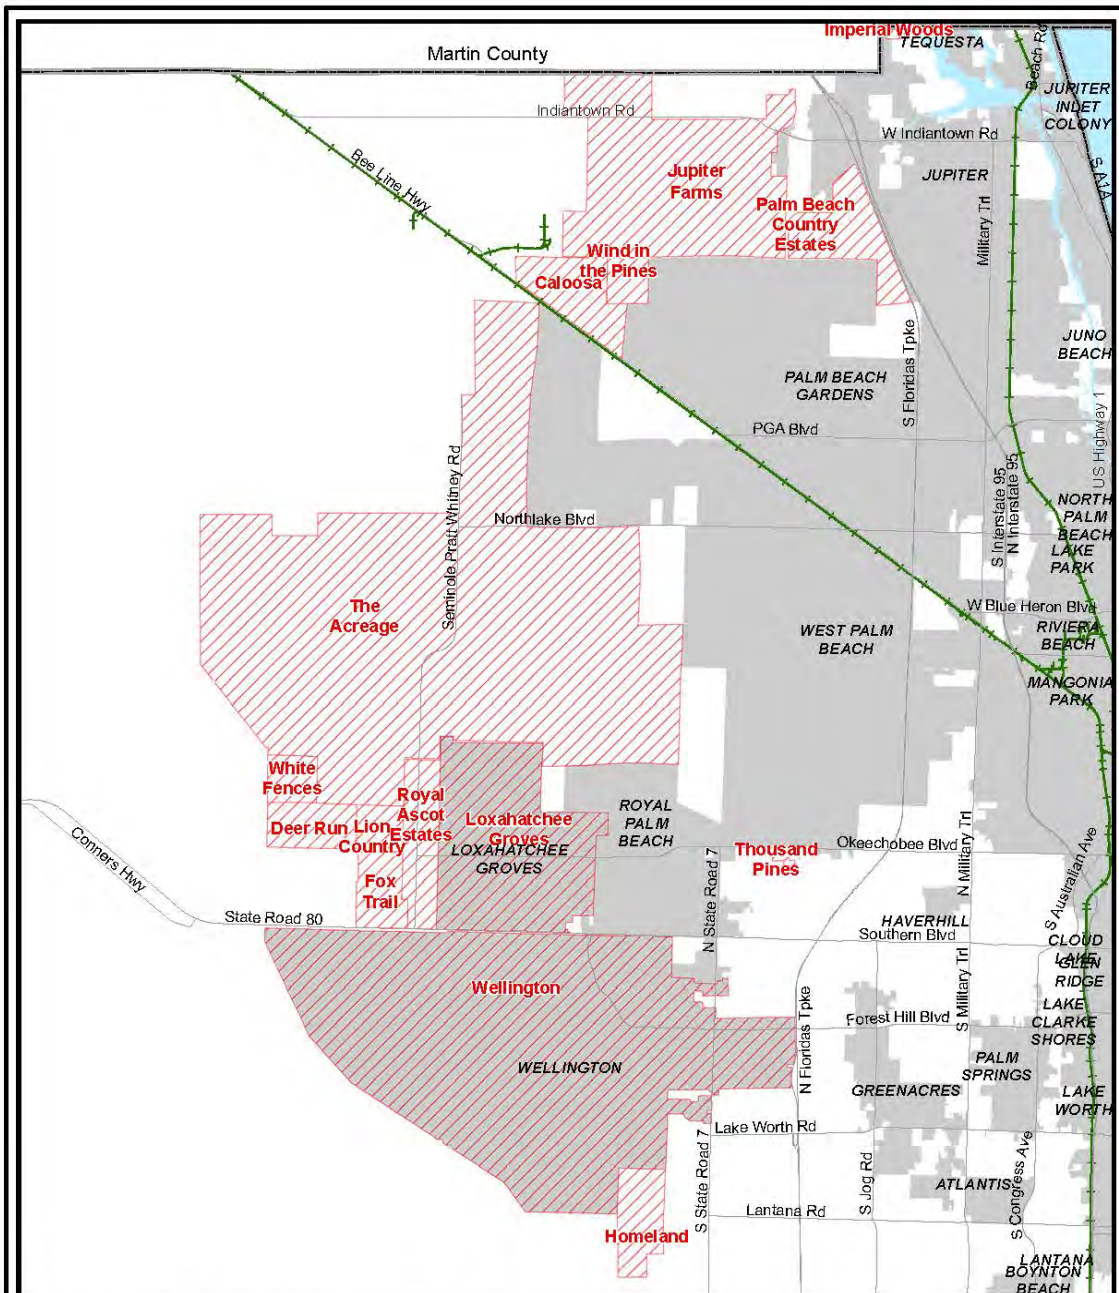 Imperial Woods
TEQUESTA
Beach Rd
Martin County
JUPITER
INLET
COLONY
Indiantown Rd
W Indiantown Rd
Bee Line Hwy
Jupiter
Farms
JUPITER
S A1A
Palm Beach
Country
Estates
Military Trl
Wind in
the Pines
Caloosa
JUNO
BEACH
S Floridas Tpke
PALM BEACH
GARDENS
US Highway 1
PGA Blvd
Seminole Pratt Whitney Rd
S Interstate 95
N Interstate 95
NORTH
PALM
BEACH
LAKE
PARK
Northlake Blvd
The
Acreage
W Blue Heron Blvd
WEST PALM
BEACH
RIVIERA
BEACH
MANGONIA
PARK
White
Fences
Royal
Ascot
Estates
Deer Run
Lion
Country
Loxahatchee
Groves
LOXAHATCHEE
GROVES
ROYAL
PALM
BEACH
Thousand
Pines
Okeechobee Blvd
N Military Trl
S Australian Ave
Conners Hwy
Fox
Trail
State Road 80
N State Road 7
HAVERHILL
Southern Blvd
CLOUD
LAKE
GLEN
RIDGE
Wellington
S Military Trl
N Floridas Tpke
Forest Hill Blvd
LAKE
CLARKE
SHORES
WELLINGTON
PALM
SPRINGS
GREENACRES
LAKE
WORTH
Lake Worth Rd
S State Road 7
S Jog Rd
S Congress Ave
ATLANTIS
Lantana Rd
Homeland
LANTANA
BOYNTON
BEACH